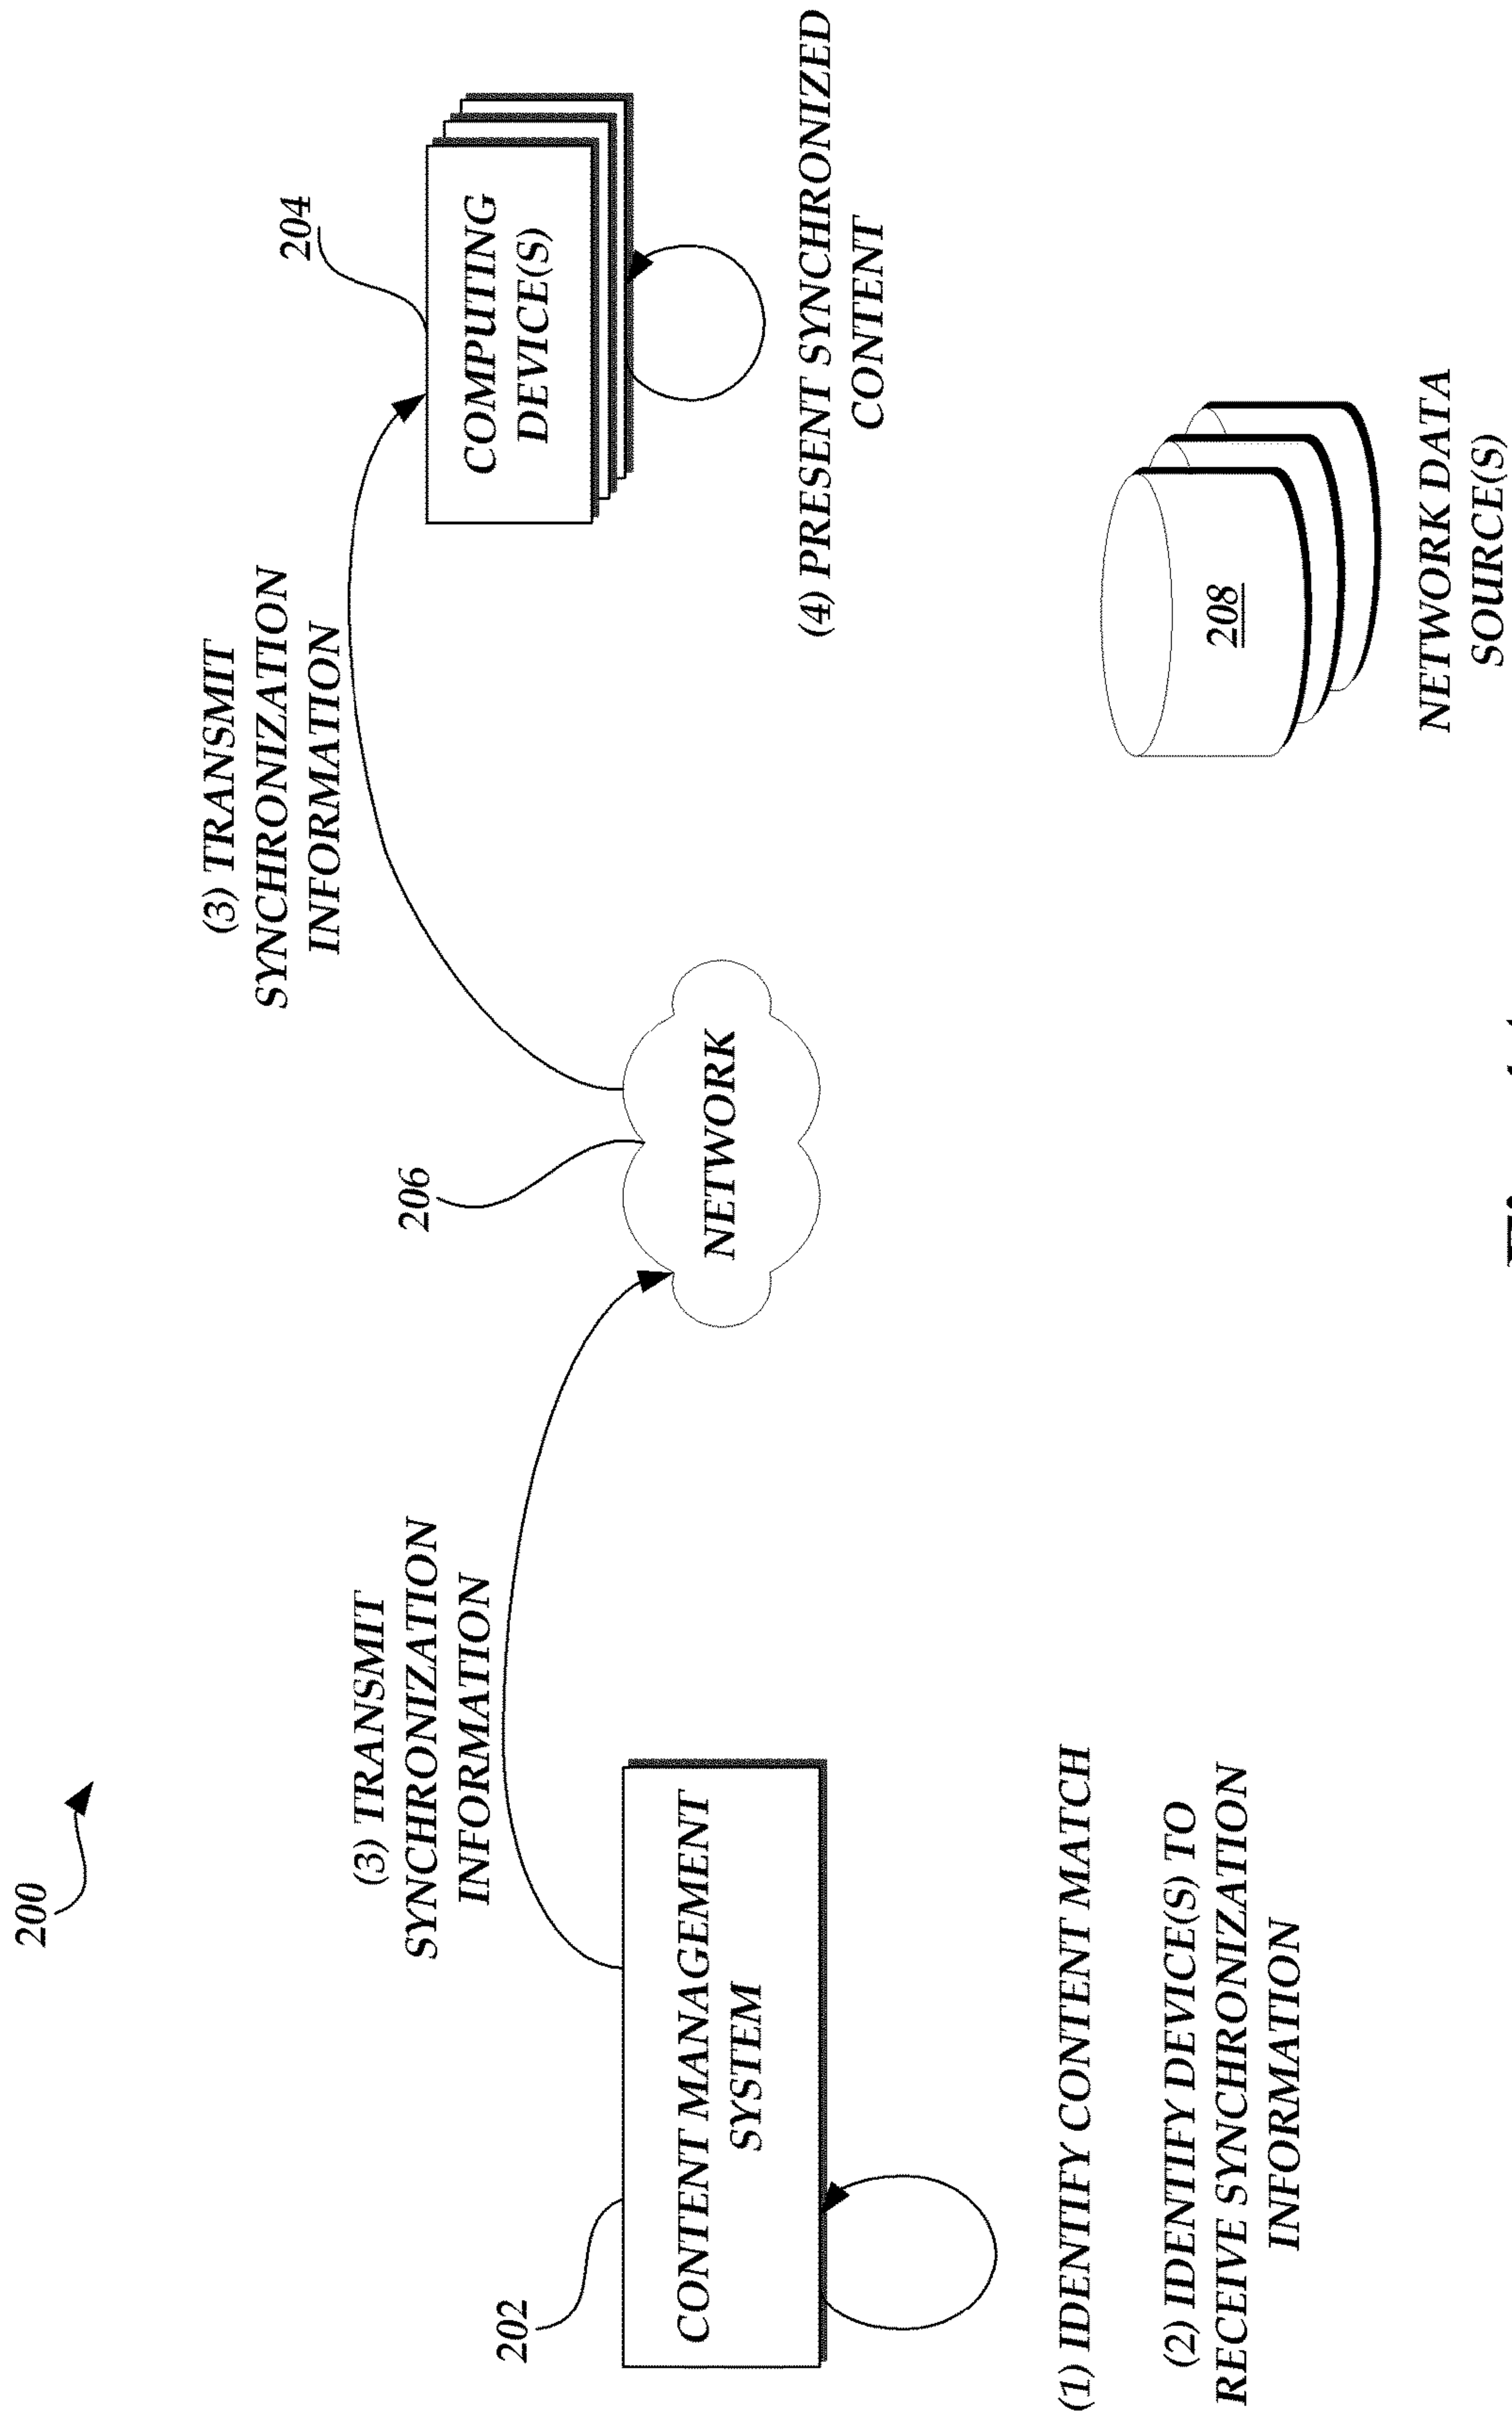 200
(3) TRANSMIT
SYNCHRONIZATION
INFORMATION
204
COMPUTING
DEVICE(S)
(3) TRANSMIT
SYNCHRONIZATION
INFORMATION
206
202
CONTENT MANAGEMENT
SYSTEM
NETWORK
(4) PRESENT SYNCHRONIZED
CONTENT
(1) IDENTIFY CONTENT MATCH
(2) IDENTIFY DEVICE(S) TO
RECEIVE SYNCHRONIZATION
INFORMATION
208
NETWORK DATA
SOURCE(S)